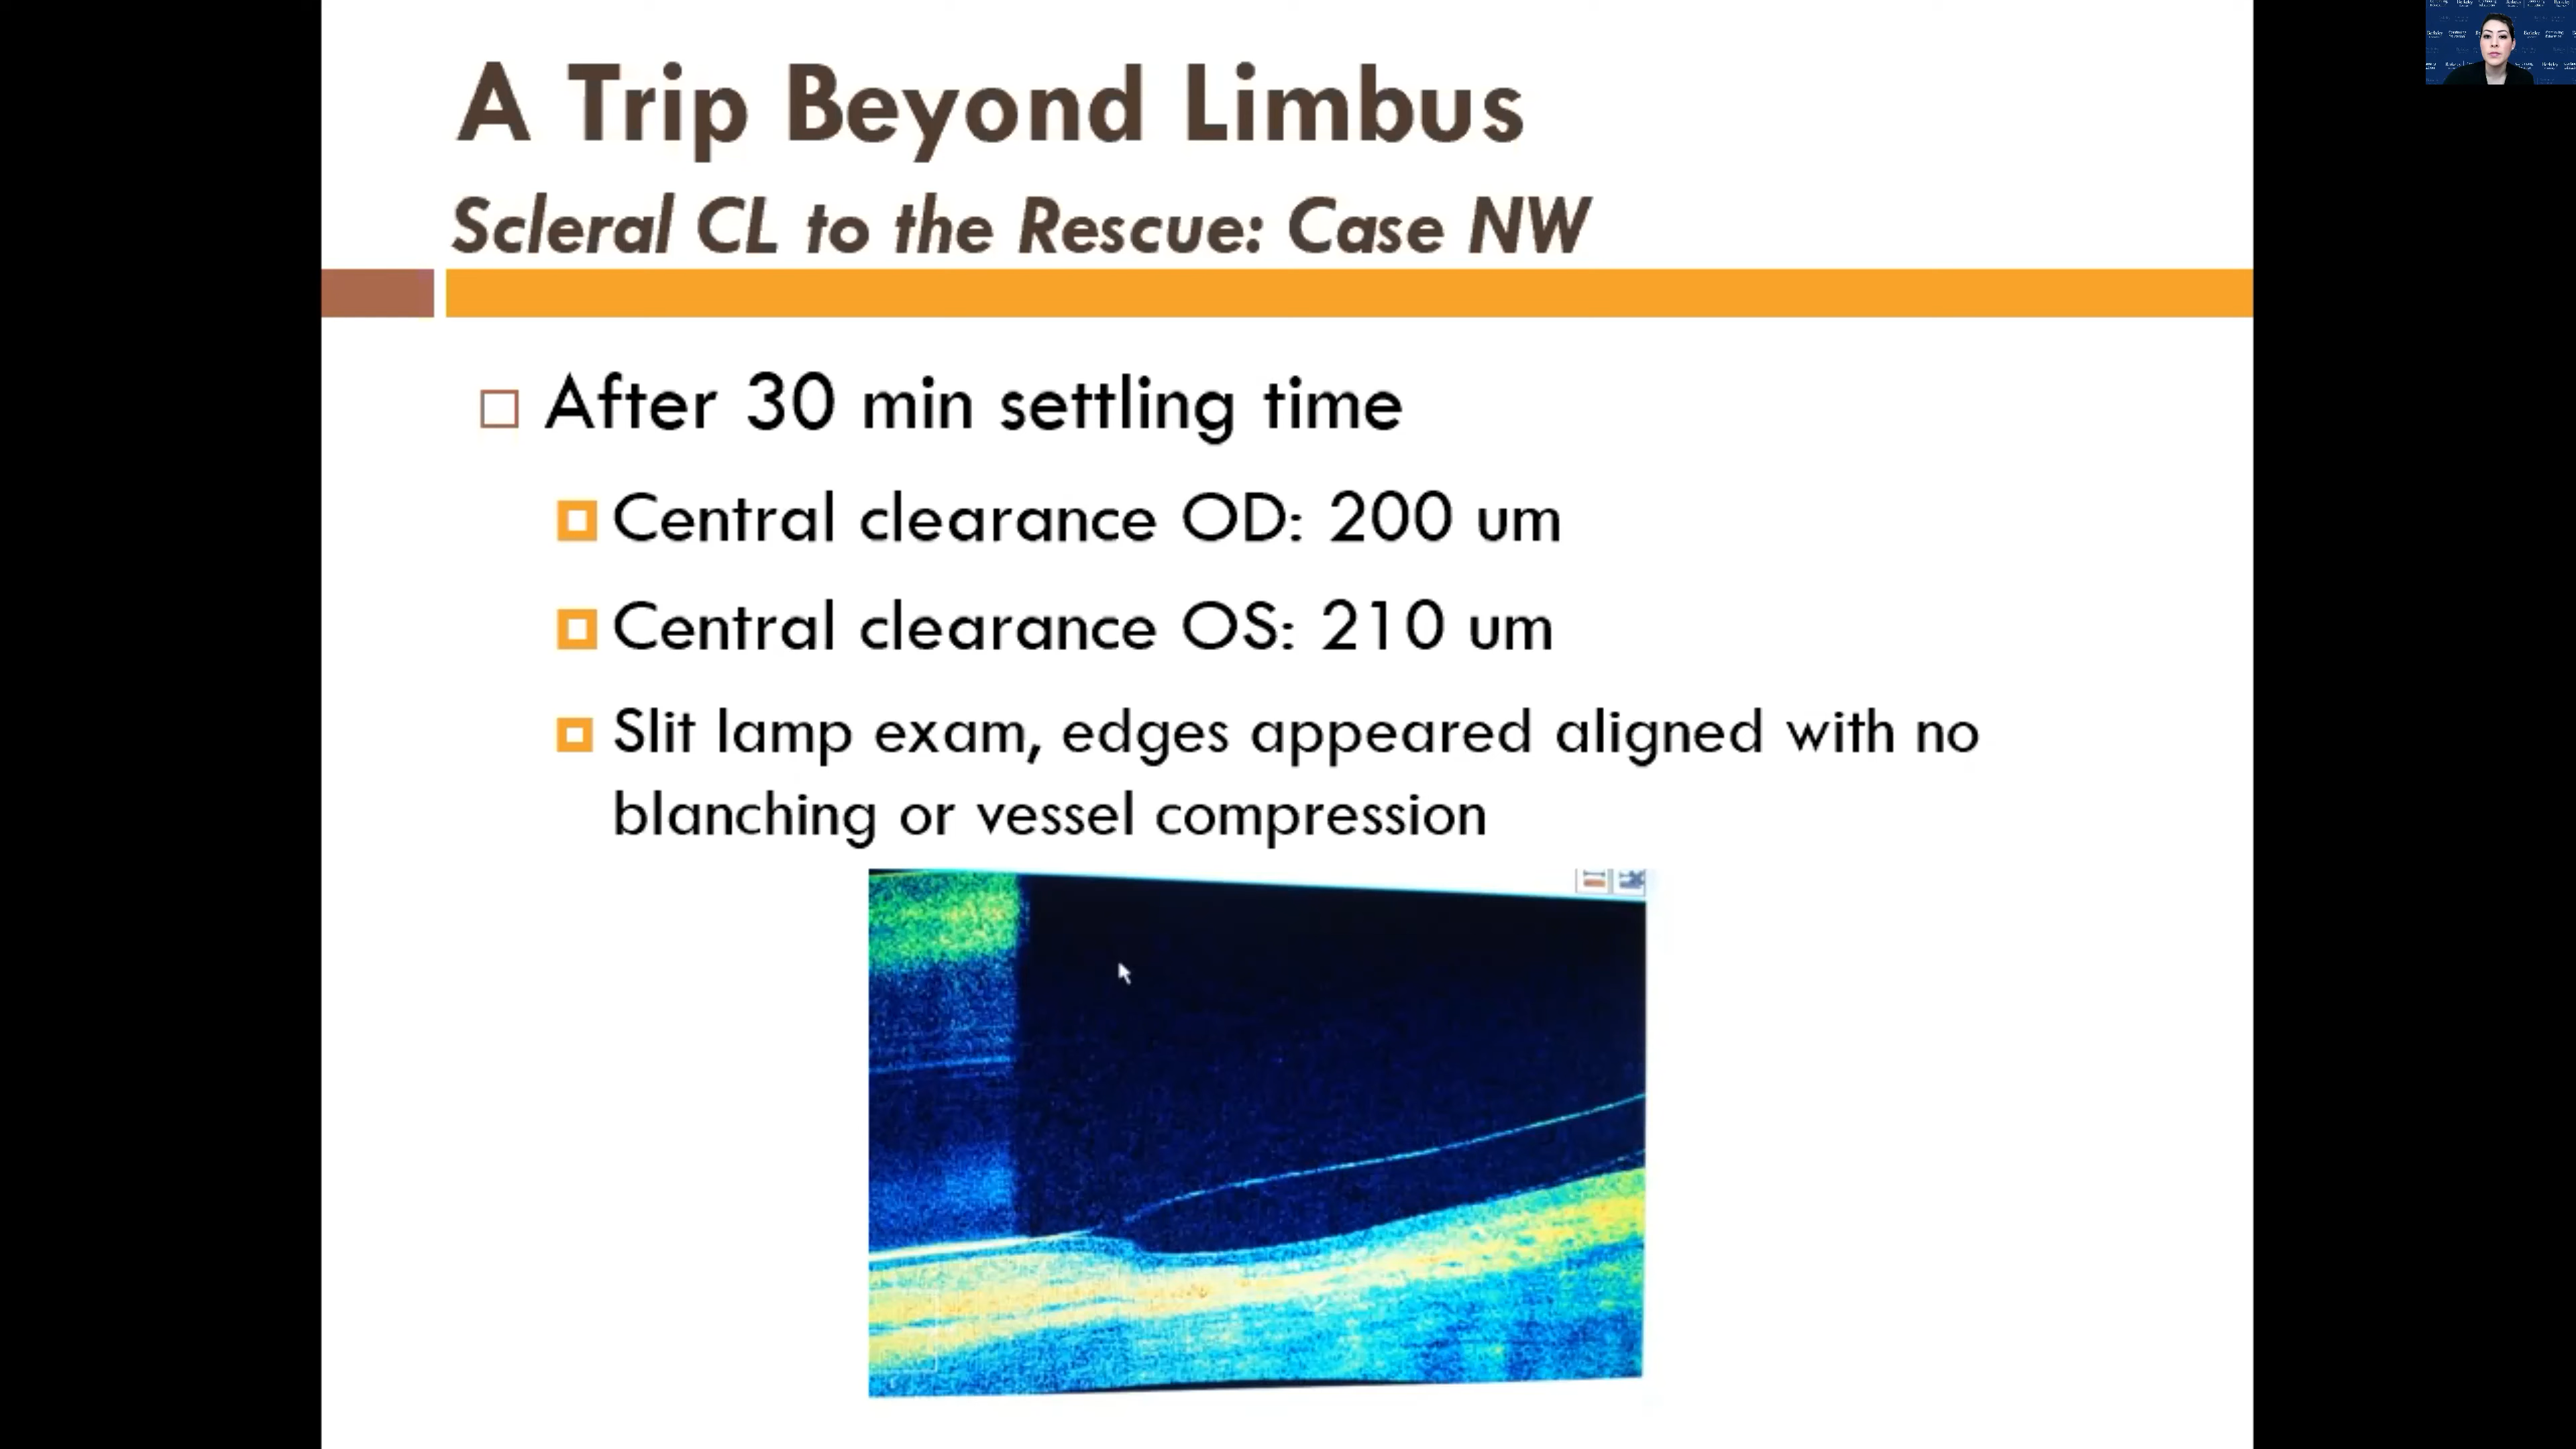 A Trip Beyond Limbus
Scleral CL to the Rescue: Case NW
After 30 min settling time
Central clearance OD: 200 um
Central clearance OS: 210 um
Slit lamp exam, edges appeared aligned with no
blanching or vessel compression